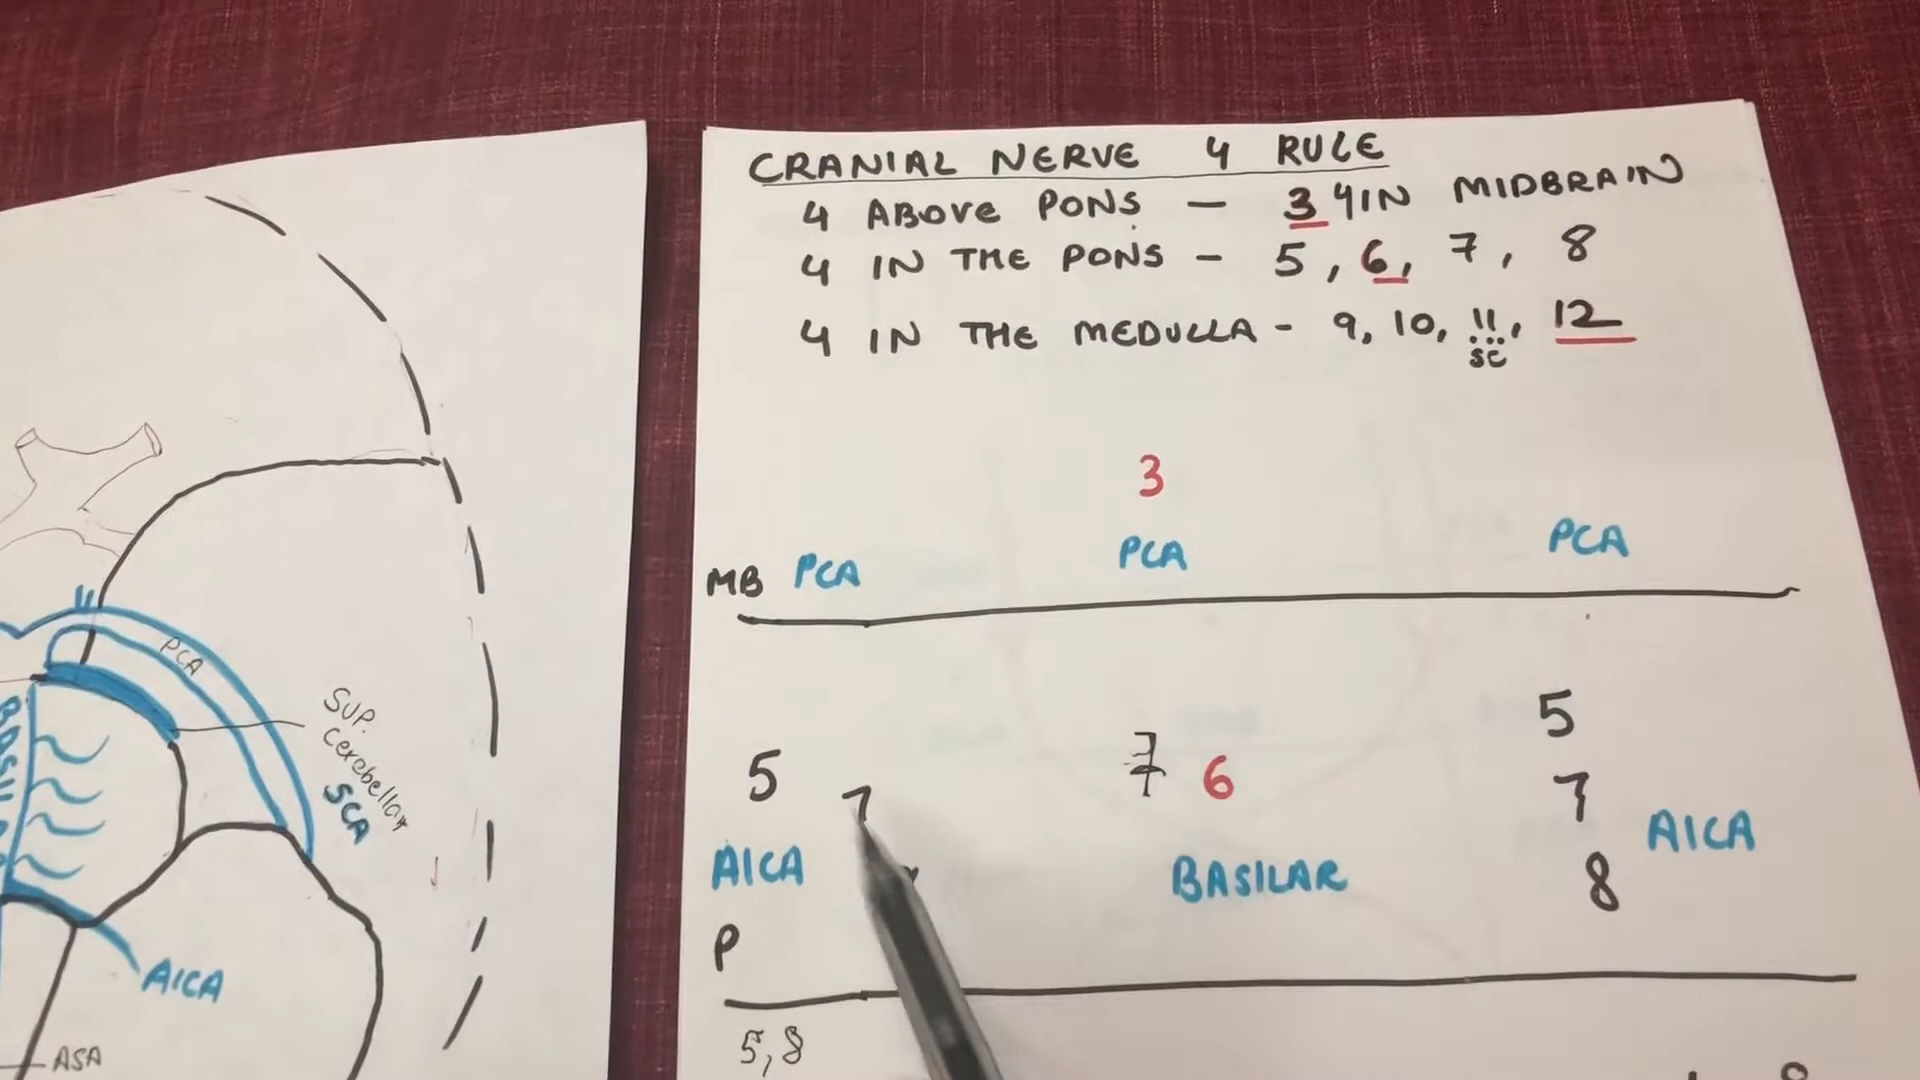 CRANIAL NERVE 4 RULE
4 ABOVE PONS - 3 4 IN MIDBRAIN
4 IN THE PONS - 5, 6, 7, 8
4 IN THE MEDULLA - 9, 10, 11, 12
SC
3
MB PCA PCA PCA
5 7 7 6 5 7 8
AICA BASILAR AICA
P
5, 8
PCA
SUP.
cerebellar
SCA
AICA
ASA